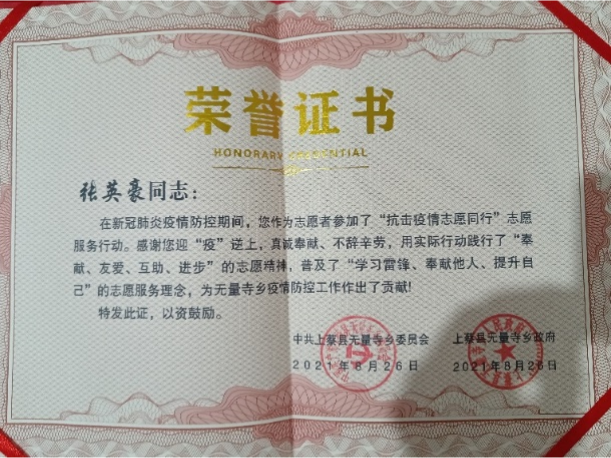 荣誉证书
HONORARY CREDENTIAL
张英豪同志：
在新冠肺炎疫情防控期间，您作为志愿者参加了“抗击疫情志愿同行”志愿
服务行动。感谢您迎“疫”送上，真诚奉献、不辞辛劳，用实际行动践行了“奉
献、友爱、互助、进步”的志愿精神，普及了“学习雷锋、奉献他人、提升自
己”的志愿服务理念，为无量寺乡疫情防控工作作出了贡献！
特发此证，以资鼓励。
中共上蔡县无量寺乡委员会 上蔡县无量寺乡政府
2021年8月26日 2021年8月26日